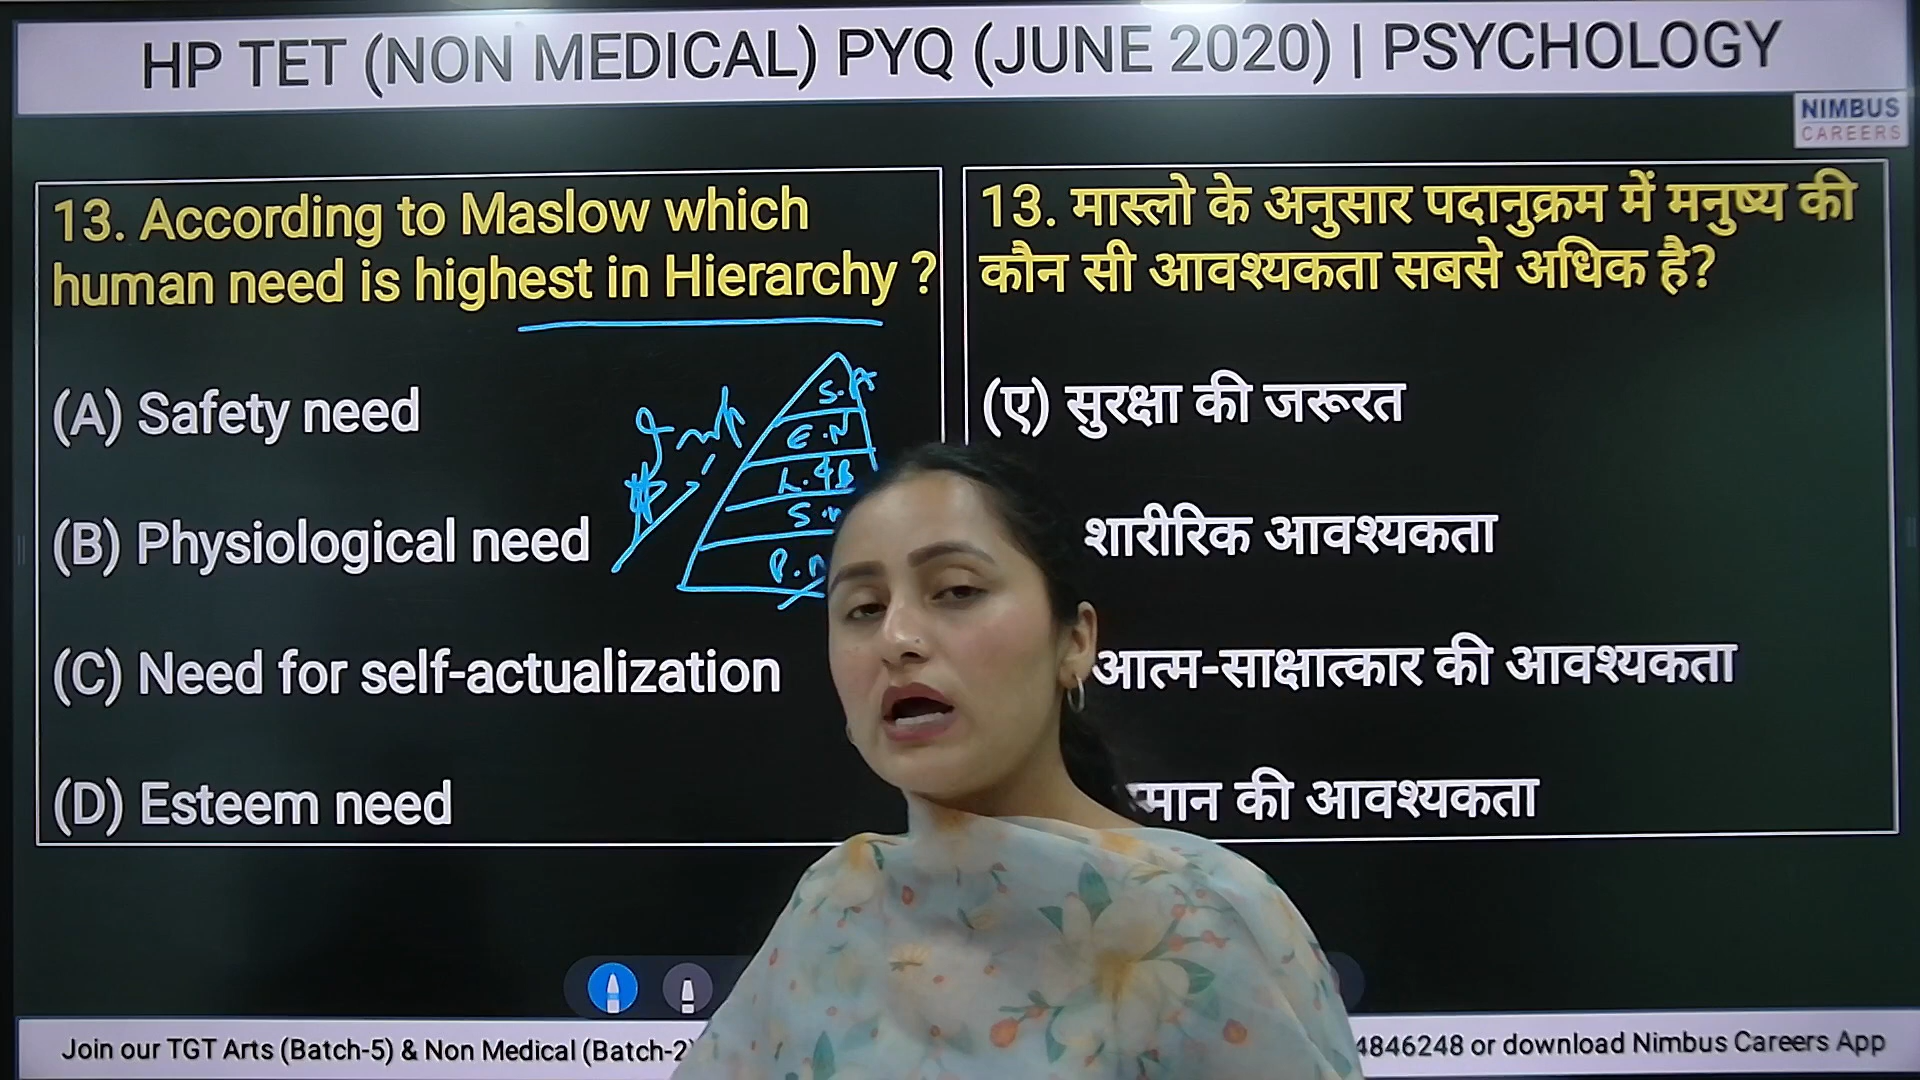 HP TET (NON MEDICAL) PYQ (JUNE 2020) | PSYCHOLOGY
NIMBUS
CAREERS
13. According to Maslow which
human need is highest in Hierarchy ?
(A) Safety need
(B) Physiological need
(C) Need for self-actualization
(D) Esteem need
S.A
E.N
L.&B
S.N
P.N
13. मास्लो के अनुसार पदानुक्रम में मनुष्य की
कौन सी आवश्यकता सबसे अधिक है?
(ए) सुरक्षा की जरूरत
शारीरिक आवश्यकता
आत्म-साक्षात्कार की आवश्यकता
की आवश्यकता
Join our TGT Arts (Batch-5) & Non Medical (Batch-2)
4846248 or download Nimbus Careers App